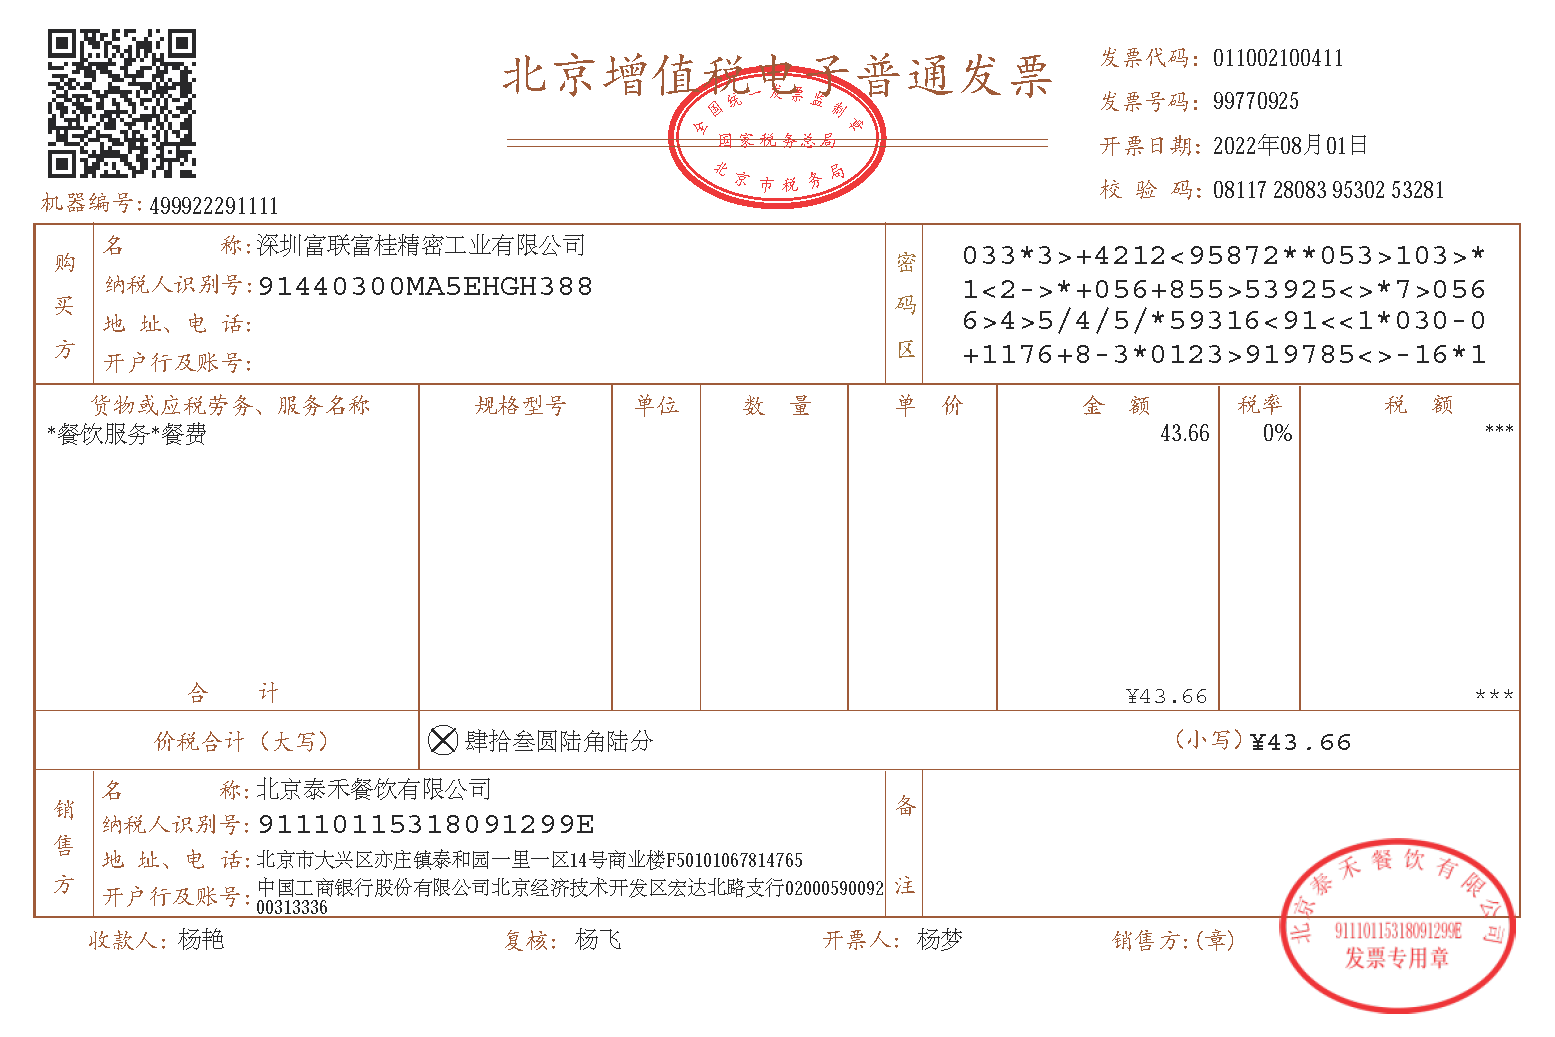 北京增值税电子普通发票
发票代码: 011002100411
发票号码: 99770925
开票日期: 2022年08月01日
校 验 码: 08117 28083 95302 53281
机器编号: 499922291111
全国统一发票监制章
国家税务总局
北京市税务局
购买方
名 称: 深圳富联富桂精密工业有限公司
纳税人识别号: 91440300MA5EHGH388
地 址、电 话:
开户行及账号:
密码区
033*3>+4212<95872**053>103>*
1<2->*+056+855>53925<>*7>056
6>4>5/4/5/*59316<91<<1*030-0
+1176+8-3*0123>919785<>-16*1
货物或应税劳务、服务名称 规格型号 单位 数 量 单 价 金 额 税率 税 额
*餐饮服务*餐费 43.66 0% ***
合 计 ¥43.66 ***
价税合计（大写） 肆拾叁圆陆角陆分 （小写）¥43.66
销售方
名 称: 北京泰禾餐饮有限公司
纳税人识别号: 91110115318091299E
地 址、电 话: 北京市大兴区亦庄镇泰和园一里一区14号商业楼F50101067814765
开户行及账号: 中国工商银行股份有限公司北京经济技术开发区宏达北路支行02000590092
00313336
备注
收款人: 杨艳 复核: 杨飞 开票人: 杨梦 销售方:(章)
北京泰禾餐饮有限公司
91110115318091299E
发票专用章